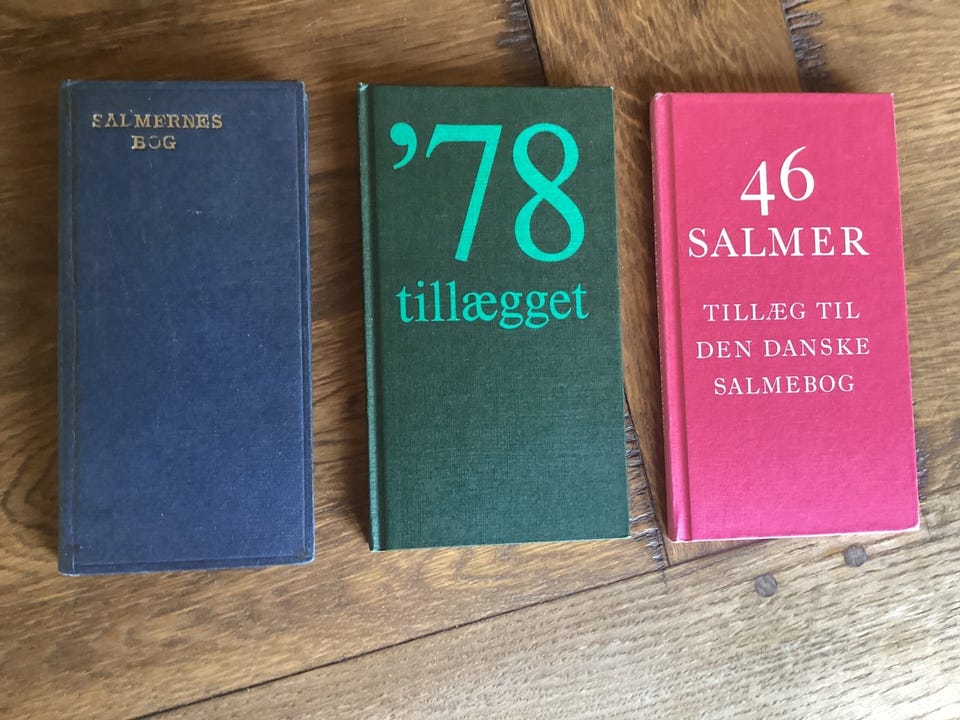 SALMERNES
BOG
’78
tillægget
46
SALMER
TILLÆG TIL
DEN DANSKE
SALMEBOG